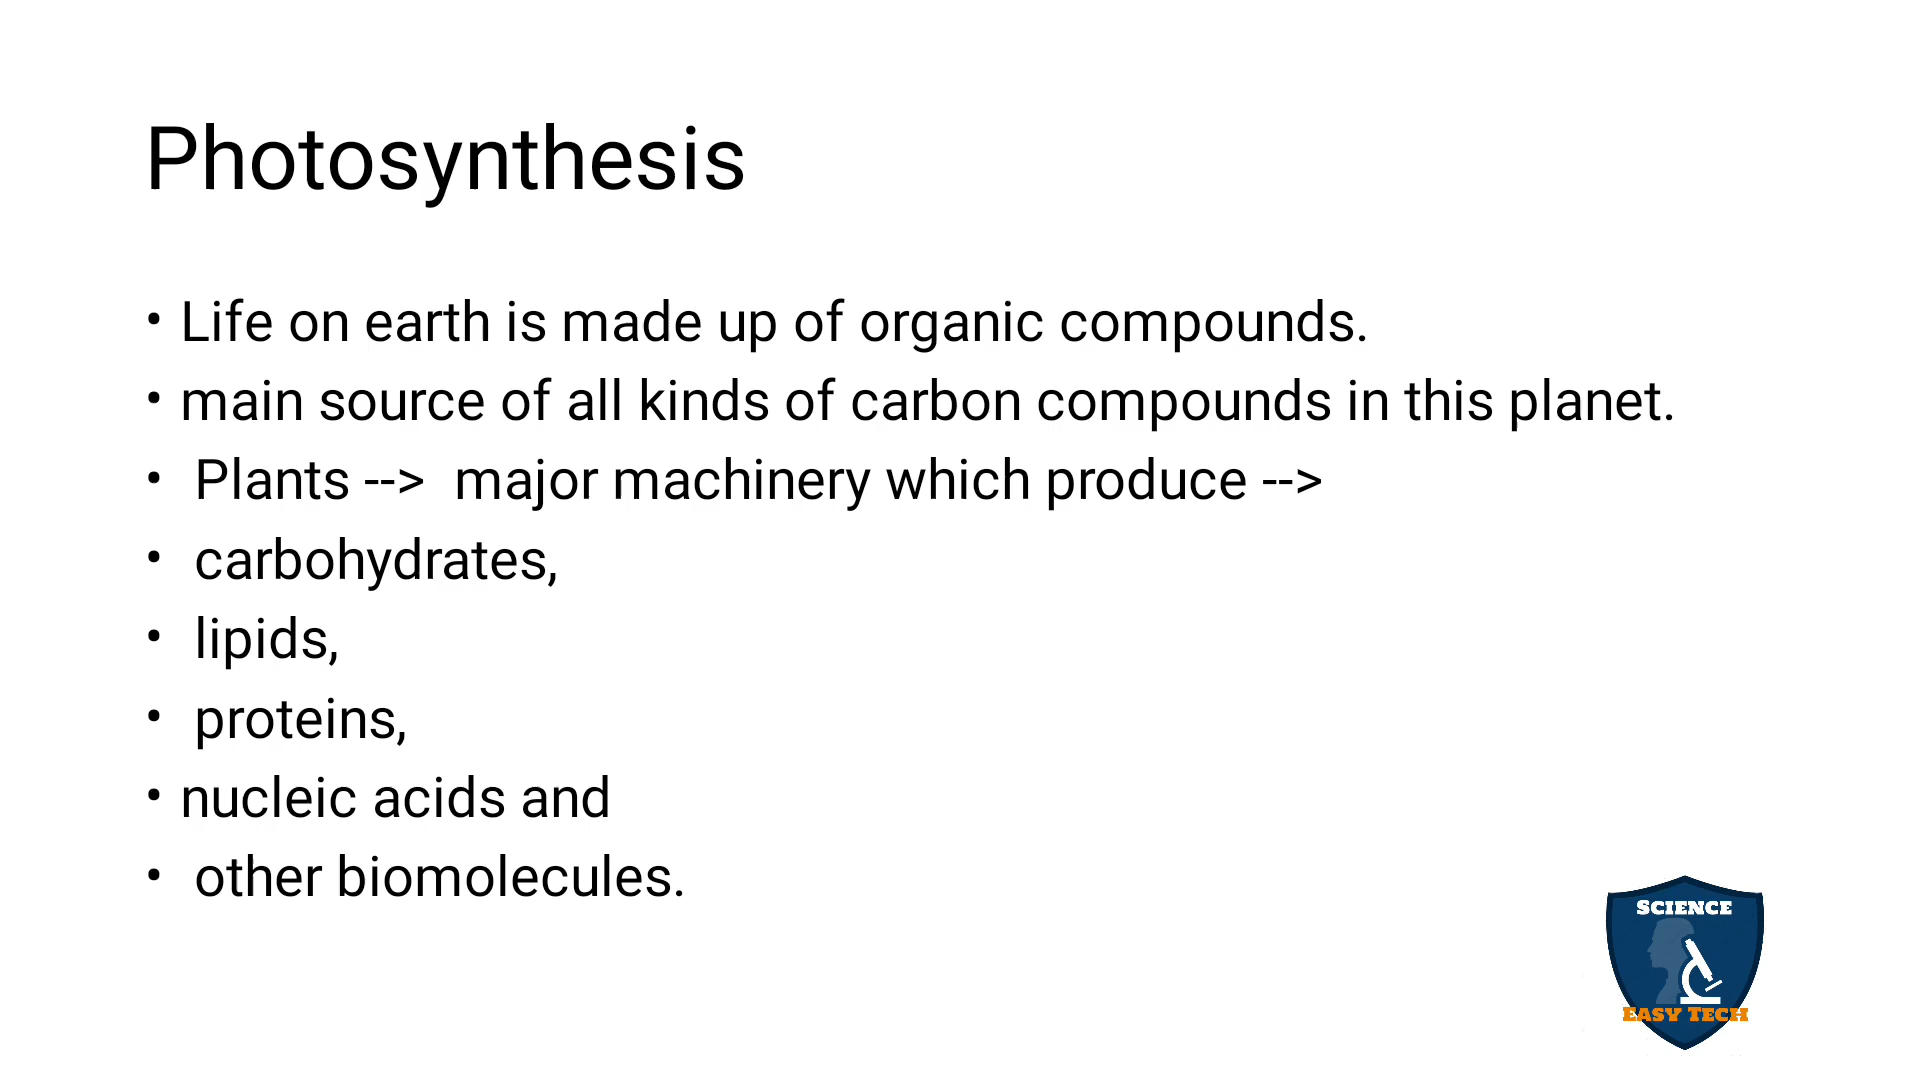 Photosynthesis
• Life on earth is made up of organic compounds.
• main source of all kinds of carbon compounds in this planet.
• Plants --> major machinery which produce -->
• carbohydrates,
• lipids,
• proteins,
• nucleic acids and
• other biomolecules.
SCIENCE
EASY TECH